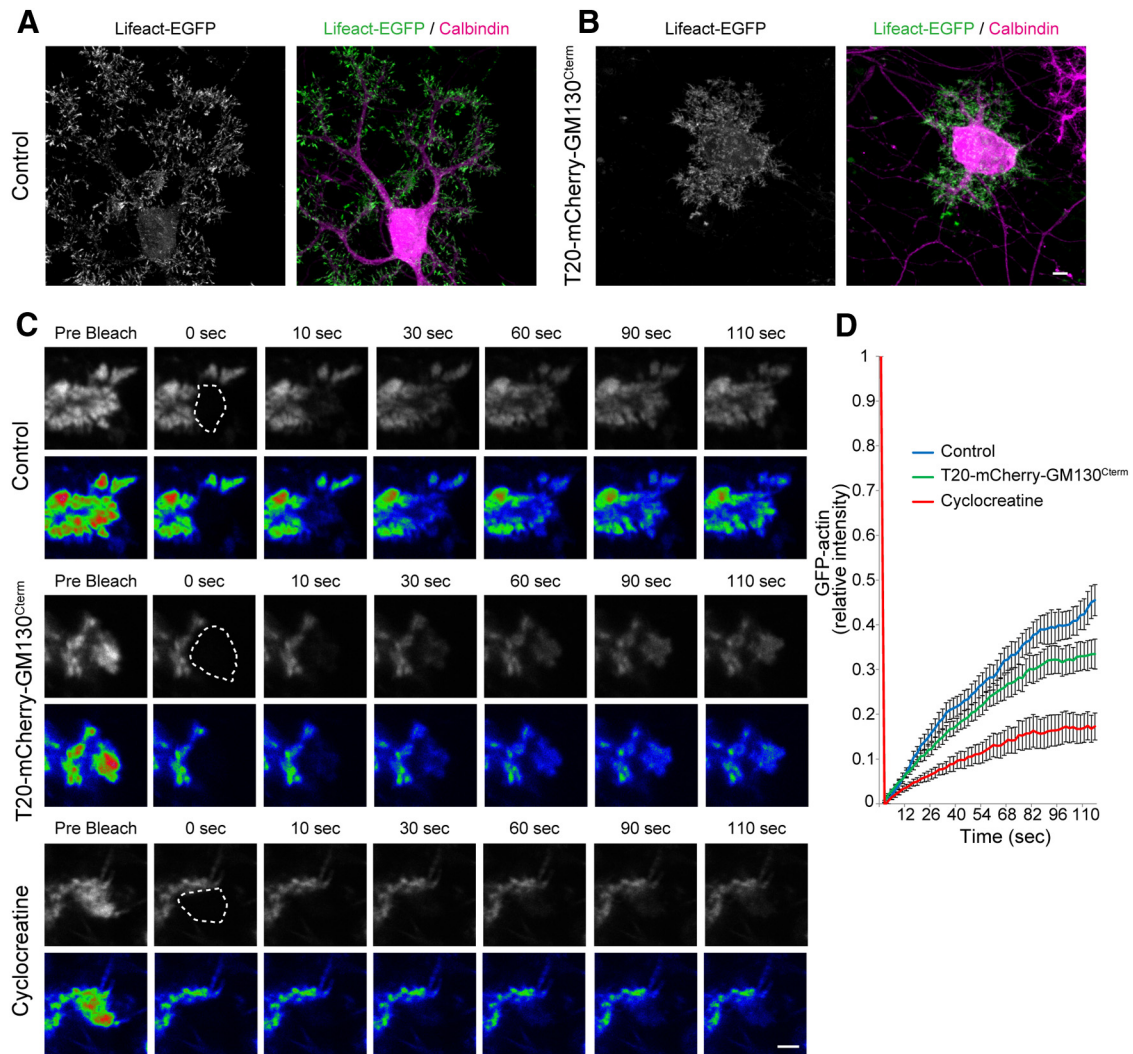 A
Lifeact-EGFP
Lifeact-EGFP / Calbindin
Control
B
Lifeact-EGFP
Lifeact-EGFP / Calbindin
T20-mCherry-GM130Cterm
C
Pre Bleach 0 sec 10 sec 30 sec 60 sec 90 sec 110 sec
Control
Pre Bleach 0 sec 10 sec 30 sec 60 sec 90 sec 110 sec
T20-mCherry-GM130Cterm
Pre Bleach 0 sec 10 sec 30 sec 60 sec 90 sec 110 sec
Cyclocreatine
D
GFP-actin
(relative intensity)
1
0.9
0.8
0.7
0.6
0.5
0.4
0.3
0.2
0.1
0
Control
T20-mCherry-GM130Cterm
Cyclocreatine
12 26 40 54 68 82 96 110
Time (sec)